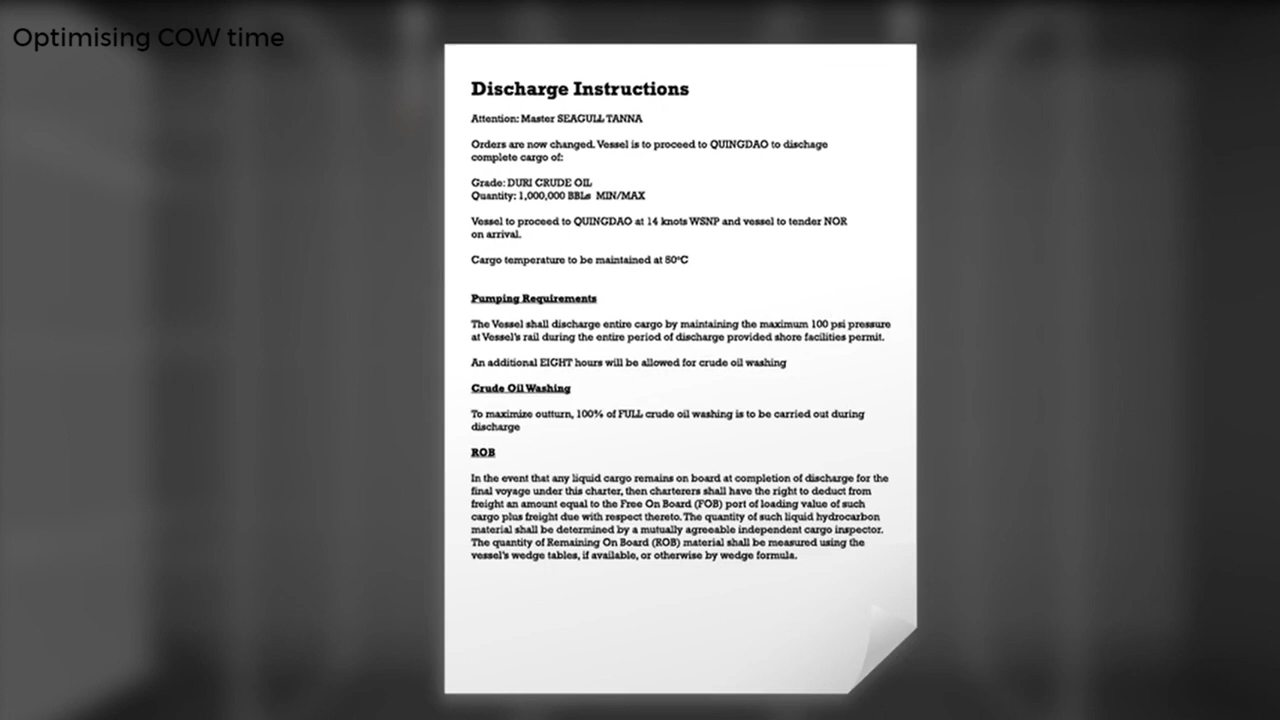 Optimising COW time
Discharge Instructions
Attention: Master SEAGULL TANNA
Orders are now changed. Vessel is to proceed to QUINGDAO to dischage
complete cargo of:
Grade: DURI CRUDE OIL
Quantity: 1,000,000 BBLs MIN/MAX
Vessel to proceed to QUINGDAO at 14 knots WSNP and vessel to tender NOR
on arrival.
Cargo temperature to be maintained at 50°C
Pumping Requirements
The Vessel shall discharge entire cargo by maintaining the maximum 100 psi pressure
at Vessel's rail during the entire period of discharge provided shore facilities permit.
An additional EIGHT hours will be allowed for crude oil washing
Crude Oil Washing
To maximize outturn, 100% of FULL crude oil washing is to be carried out during
discharge
ROB
In the event that any liquid cargo remains on board at completion of discharge for the
final voyage under this charter, then charterers shall have the right to deduct from
freight an amount equal to the Free On Board (FOB) port of loading value of such
cargo plus freight due with respect thereto. The quantity of such liquid hydrocarbon
material shall be determined by a mutually agreeable independent cargo inspector.
The quantity of Remaining On Board (ROB) material shall be measured using the
vessel's wedge tables, if available, or otherwise by wedge formula.